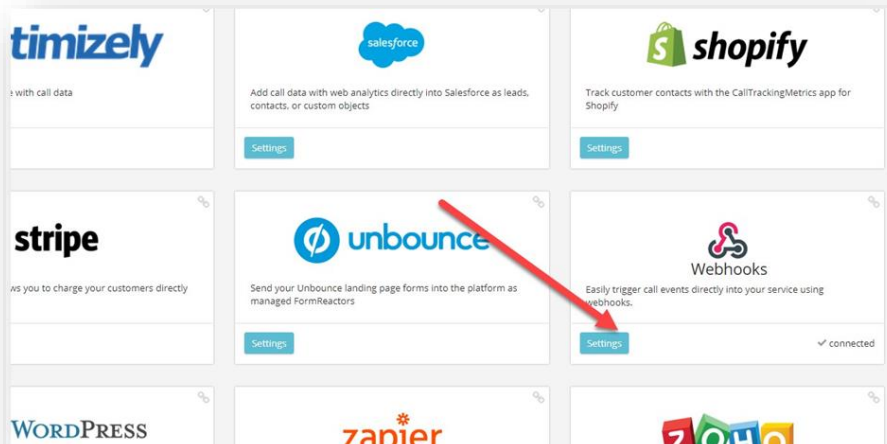 timizely
salesforce
shopify
with call data
Add call data with web analytics directly into Salesforce as leads,
contacts, or custom objects
Track customer contacts with the CallTrackingMetrics app for
Shopify
Settings
Settings
stripe
unbounce
Webhooks
ws you to charge your customers directly
Send your Unbounce landing page forms into the platform as
managed FormReactors
Easily trigger call events directly into your service using
webhooks.
Settings
Settings
connected
WORDPRESS
zapier
ZOHO